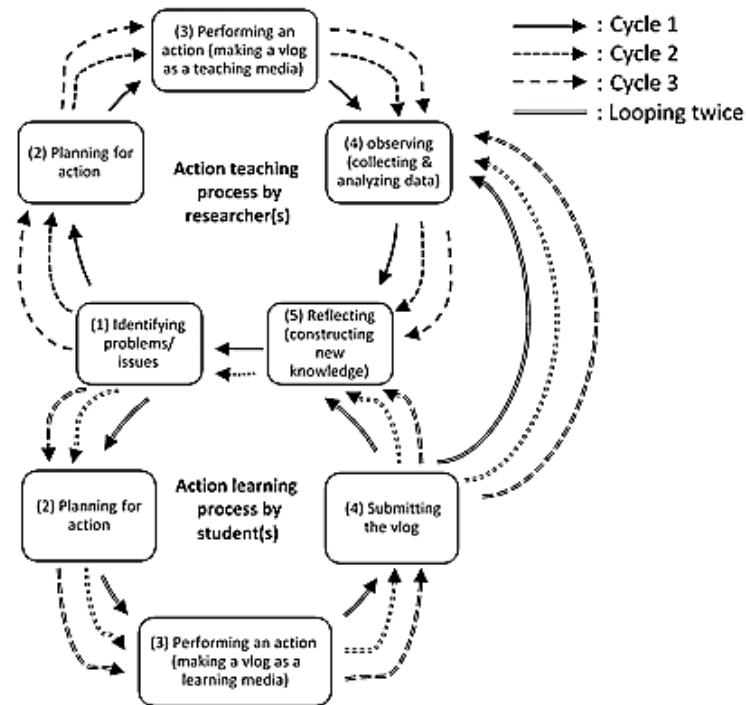 (3) Performing an
action (making a vlog
as a teaching media)
: Cycle 1
: Cycle 2
: Cycle 3
: Looping twice
(2) Planning for
action
Action teaching
process by
researcher(s)
(4) observing
(collecting &
analyzing data)
(1) Identifying
problems/
issues
(5) Reflecting
(constructing
new
knowledge)
(2) Planning for
action
Action learning
process by
student(s)
(4) Submitting
the vlog
(3) Performing an action
(making a vlog as a
learning media)